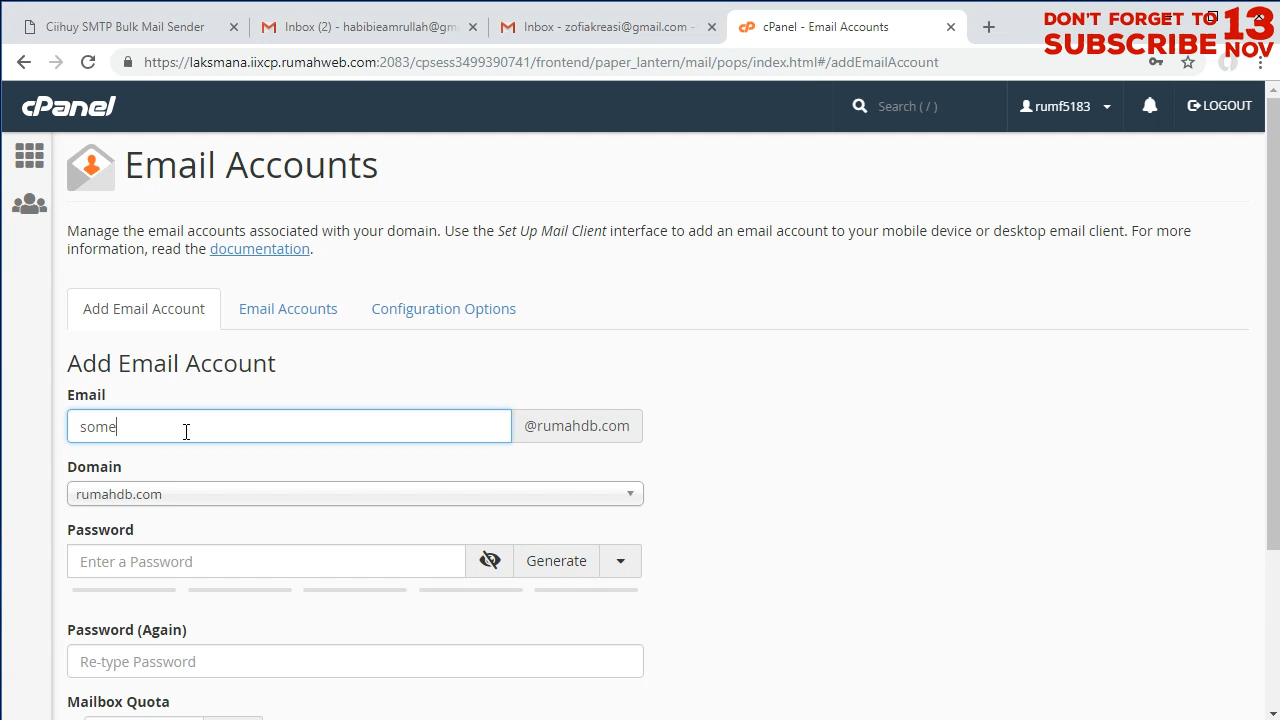 Ciihuy SMTP Bulk Mail Sender
Inbox (2) - habibieamrullah@gm
Inbox - zofiakreasi@gmail.com -
cPanel - Email Accounts
DON'T FORGET TO
SUBSCRIBE
13
NOV
https://laksmana.iixcp.rumahweb.com:2083/cpsess5499390741/frontend/paper_lantern/mail/pops/index.html#/addEmailAccount
cPanel
Search ( / )
rumf5183
LOGOUT
Email Accounts
Manage the email accounts associated with your domain. Use the Set Up Mail Client interface to add an email account to your mobile device or desktop email client. For more
information, read the documentation.
Add Email Account
Email Accounts
Configuration Options
Add Email Account
Email
some
@rumahdb.com
Domain
rumahdb.com
Password
Enter a Password
Generate
Password (Again)
Re-type Password
Mailbox Quota